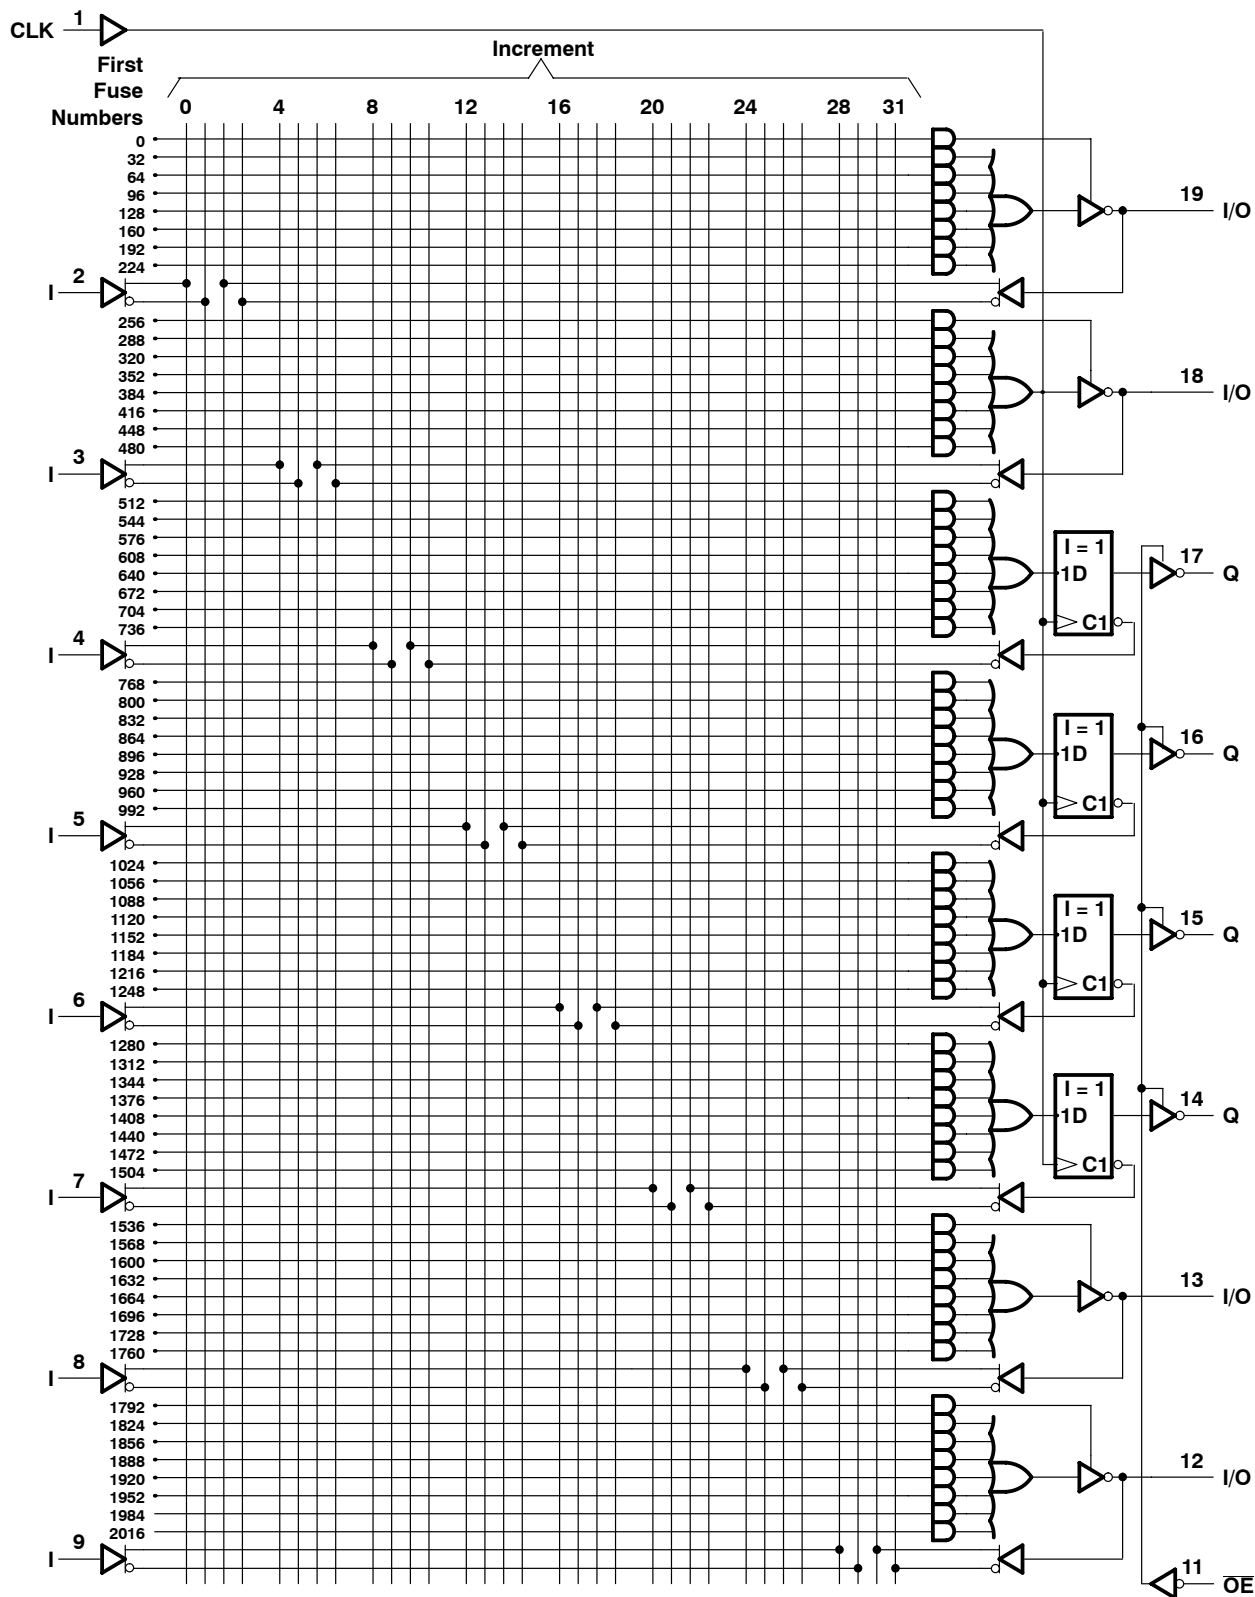 CLK 1
Increment
First
Fuse
Numbers
0 4 8 12 16 20 24 28 31
0
32
64
96
128
160
192
224
19 I/O
I 2
256
288
320
352
384
416
448
480
18 I/O
I 3
512
544
576
608
640
672
704
736
I = 1
1D
C1
17 Q
I 4
768
800
832
864
896
928
960
992
I = 1
1D
C1
16 Q
I 5
1024
1056
1088
1120
1152
1184
1216
1248
I = 1
1D
C1
15 Q
I 6
1280
1312
1344
1376
1408
1440
1472
1504
I = 1
1D
C1
14 Q
I 7
1536
1568
1600
1632
1664
1696
1728
1760
13 I/O
I 8
1792
1824
1856
1888
1920
1952
1984
2016
12 I/O
I 9
11 OE